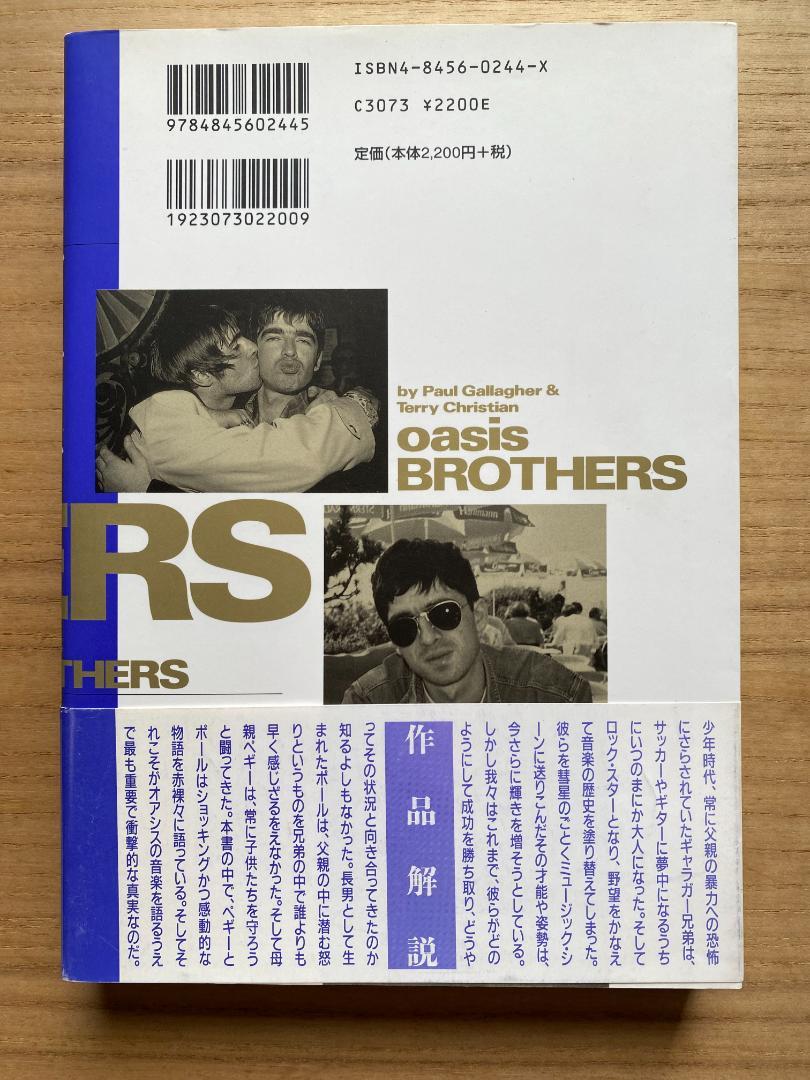 ISBN4-8456-0244-X
C3073 ¥2200E
9784845602445
定価(本体2,200円+税)
1923073022009
by Paul Gallagher &
Terry Christian
oasis
BROTHERS
ERS
THERS
少年時代、常に父親の暴力への恐怖
にさらされていたギャラガー兄弟は、
サッカーやギターに夢中になるうち
にいつのまにか大人になった。そして
ロック・スターとなり、野望をかなえ
て音楽の歴史を塗り替えてしまった。
彼らを彗星のごとくミュージック・シ
ーンに送りこんだその才能や姿勢は、
今さらに輝きを増そうとしている。
しかし我々はこれまで、彼らがどの
ようにして成功を勝ち取り、どうや
作品解説
ってその状況と向き合ってきたのか
知るよしもなかった。長男として生
まれたポールは、父親の中に潜む怒
りというものを兄弟の中で誰よりも
早く感じざるをえなかった。そして母
親ペギーは、常に子供たちを守ろう
と闘ってきた。本書の中で、ペギーと
ポールはショッキングかつ感動的な
物語を赤裸々に語っている。そしてそ
れこそがオアシスの音楽を語るうえ
で最も重要で衝撃的な真実なのだ。